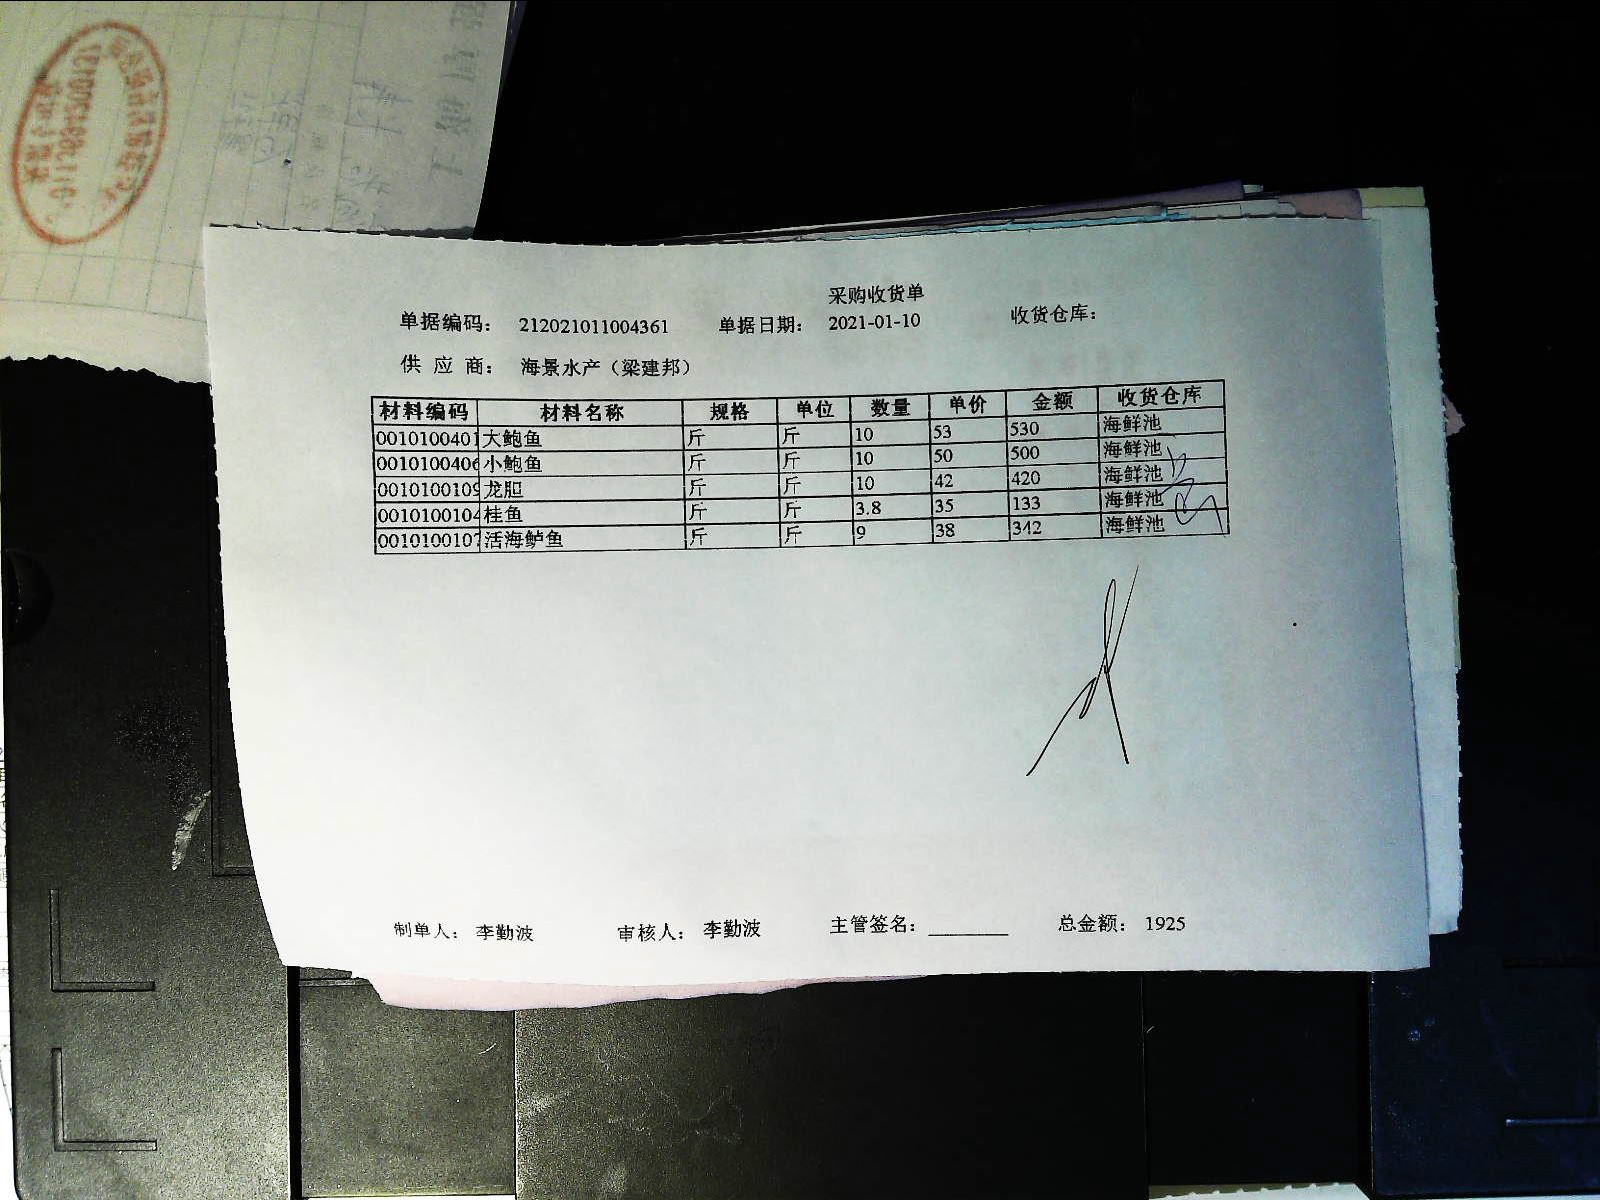 采购收货单
单据编码: 212021011004361 单据日期: 2021-01-10 收货仓库:
供 应 商: 海景水产(梁建邦)
材料编码 材料名称 规格 单位 数量 单价 金额 收货仓库
0010100401 大鲍鱼 斤 斤 10 53 530 海鲜池
001010040 小鲍鱼 斤 斤 10 50 500 海鲜池
001010010 龙胆 斤 斤 10 42 420 海鲜池
001010010 桂鱼 斤 斤 3.8 35 133 海鲜池
001010010 活海鲈鱼 斤 斤 9 38 342 海鲜池
制单人: 李勤波 审核人: 李勤波 主管签名: 总金额: 1925